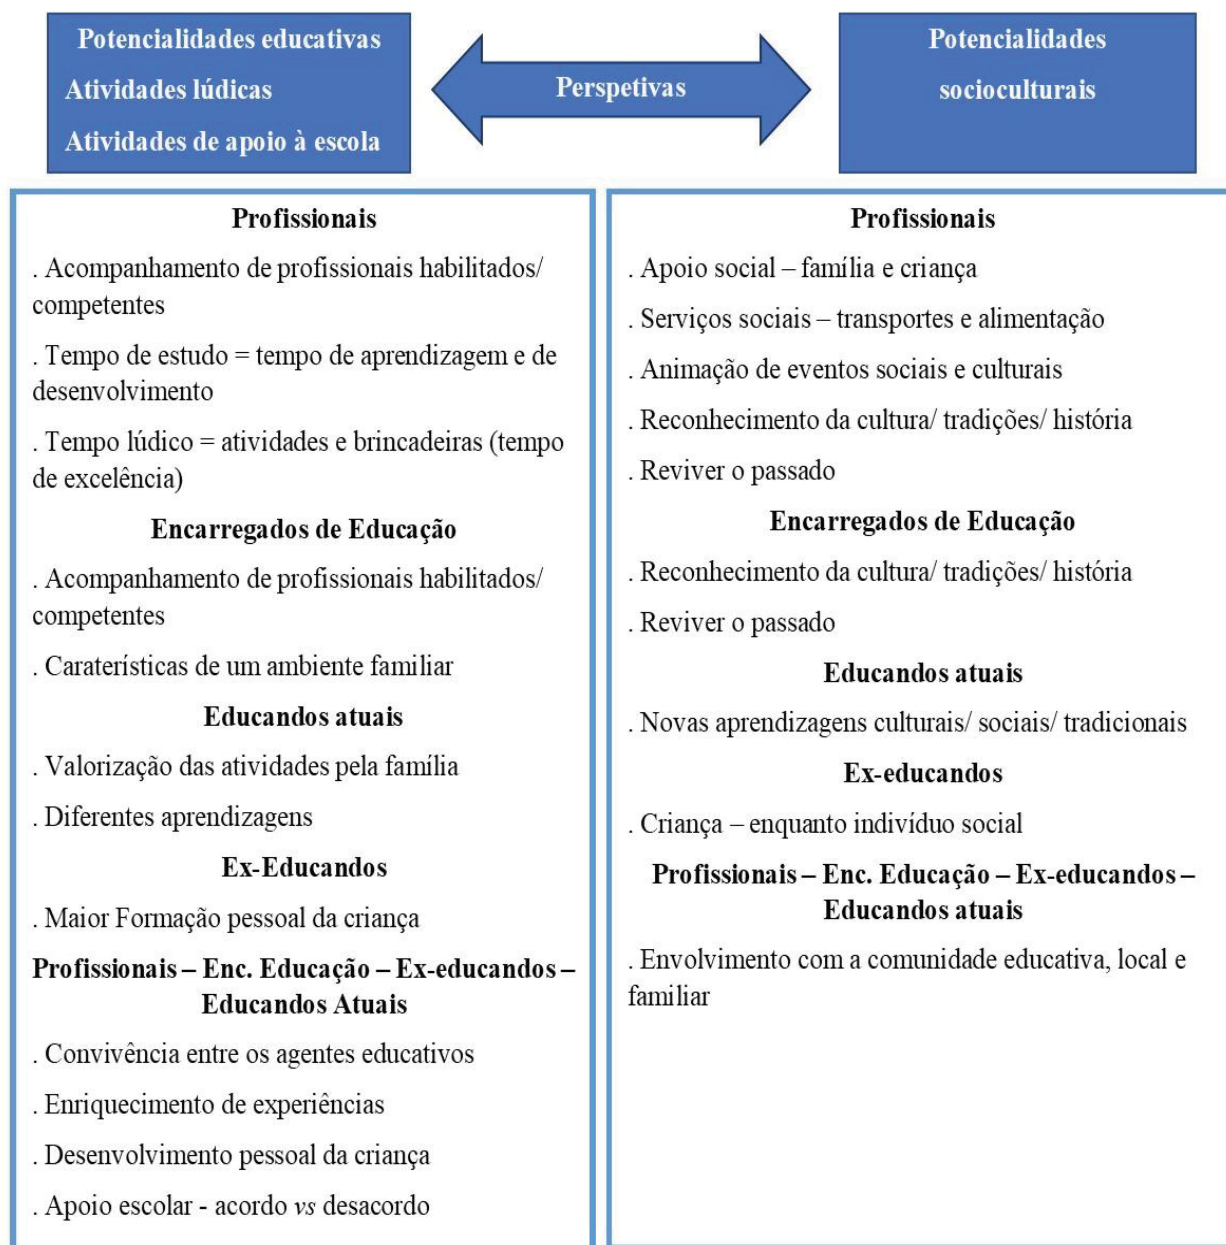 Potencialidades educativas
Atividades lúdicas
Atividades de apoio à escola
Perspetivas
Potencialidades
socioculturais
Profissionais
. Acompanhamento de profissionais habilitados/
competentes
. Tempo de estudo = tempo de aprendizagem e de
desenvolvimento
. Tempo lúdico = atividades e brincadeiras (tempo
de excelência)
Encarregados de Educação
. Acompanhamento de profissionais habilitados/
competentes
. Caraterísticas de um ambiente familiar
Educandos atuais
. Valorização das atividades pela família
. Diferentes aprendizagens
Ex-Educandos
. Maior Formação pessoal da criança
Profissionais – Enc. Educação – Ex-educandos –
Educandos Atuais
. Convivência entre os agentes educativos
. Enriquecimento de experiências
. Desenvolvimento pessoal da criança
. Apoio escolar - acordo vs desacordo
Profissionais
. Apoio social – família e criança
. Serviços sociais – transportes e alimentação
. Animação de eventos sociais e culturais
. Reconhecimento da cultura/ tradições/ história
. Reviver o passado
Encarregados de Educação
. Reconhecimento da cultura/ tradições/ história
. Reviver o passado
Educandos atuais
. Novas aprendizagens culturais/ sociais/ tradicionais
Ex-educandos
. Criança – enquanto indivíduo social
Profissionais – Enc. Educação – Ex-educandos –
Educandos atuais
. Envolvimento com a comunidade educativa, local e
familiar